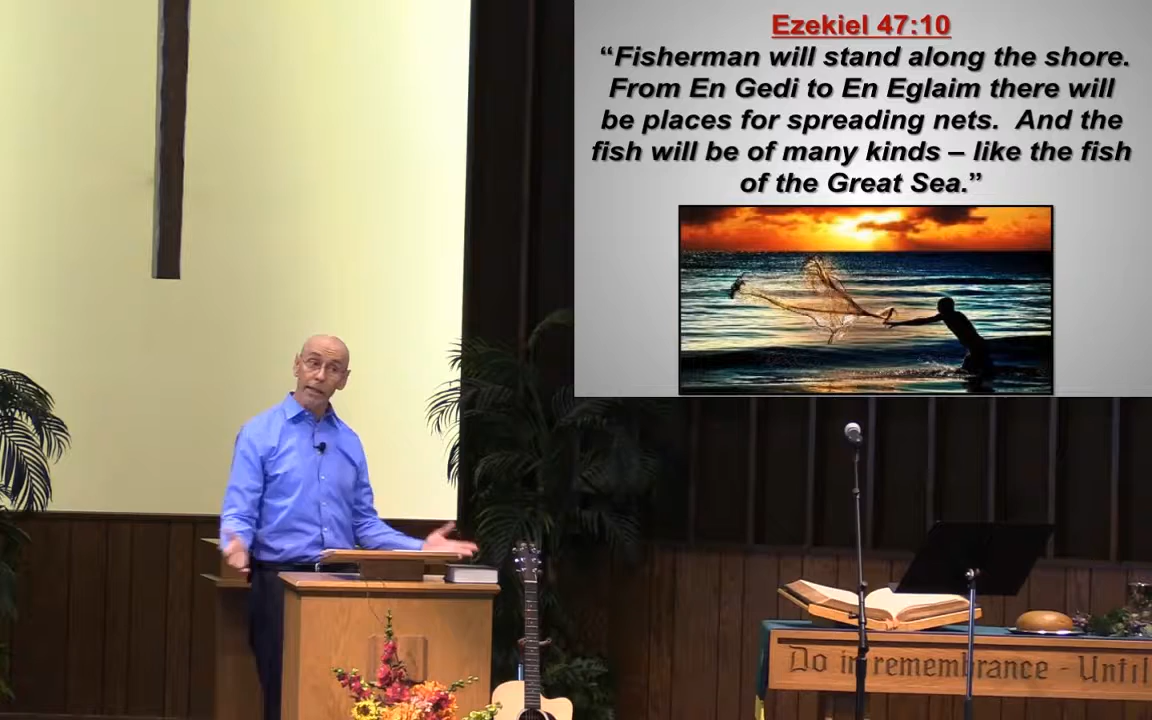 Ezekiel 47:10
“Fisherman will stand along the shore.
From En Gedi to En Eglaim there will
be places for spreading nets.  And the
fish will be of many kinds – like the fish
of the Great Sea.”
Do in remembrance - Until